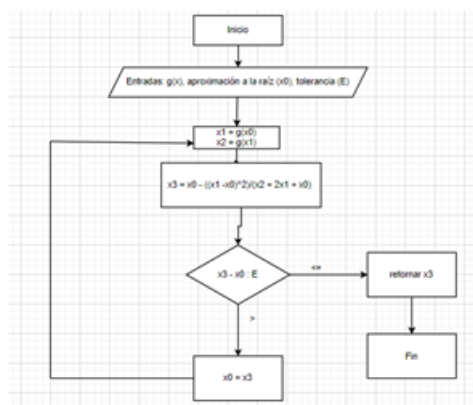 Inicio
Entradas: g(x), aproximación a la raíz (x0), tolerancia (E)
x1 = g(x0)
x2 = g(x1)
x3 = x0 - ((x1 -x0)^2)/(x2 + 2x1 + x0)
x3 - x0 : E
<=
retornar x3
>
Fin
x0 = x3